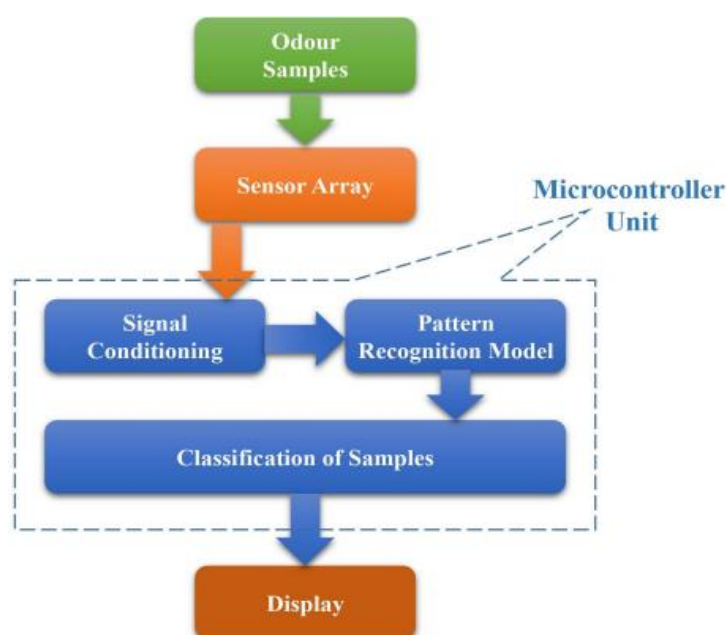 Odour
Samples
Sensor Array
Microcontroller
Unit
Signal
Conditioning
Pattern
Recognition Model
Classification of Samples
Display